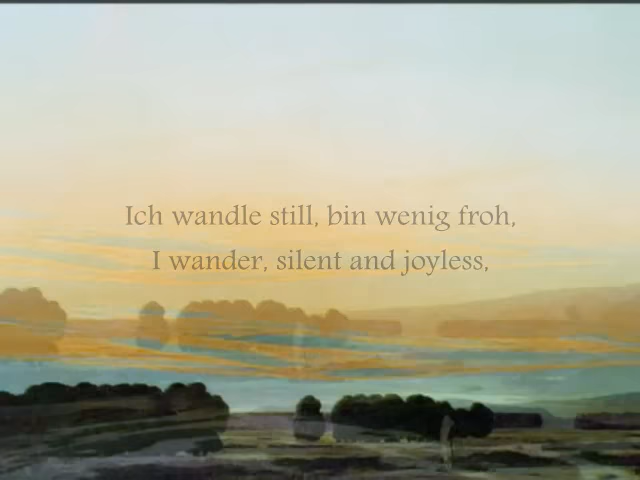 Ich wandle still, bin wenig froh,
I wander, silent and joyless,